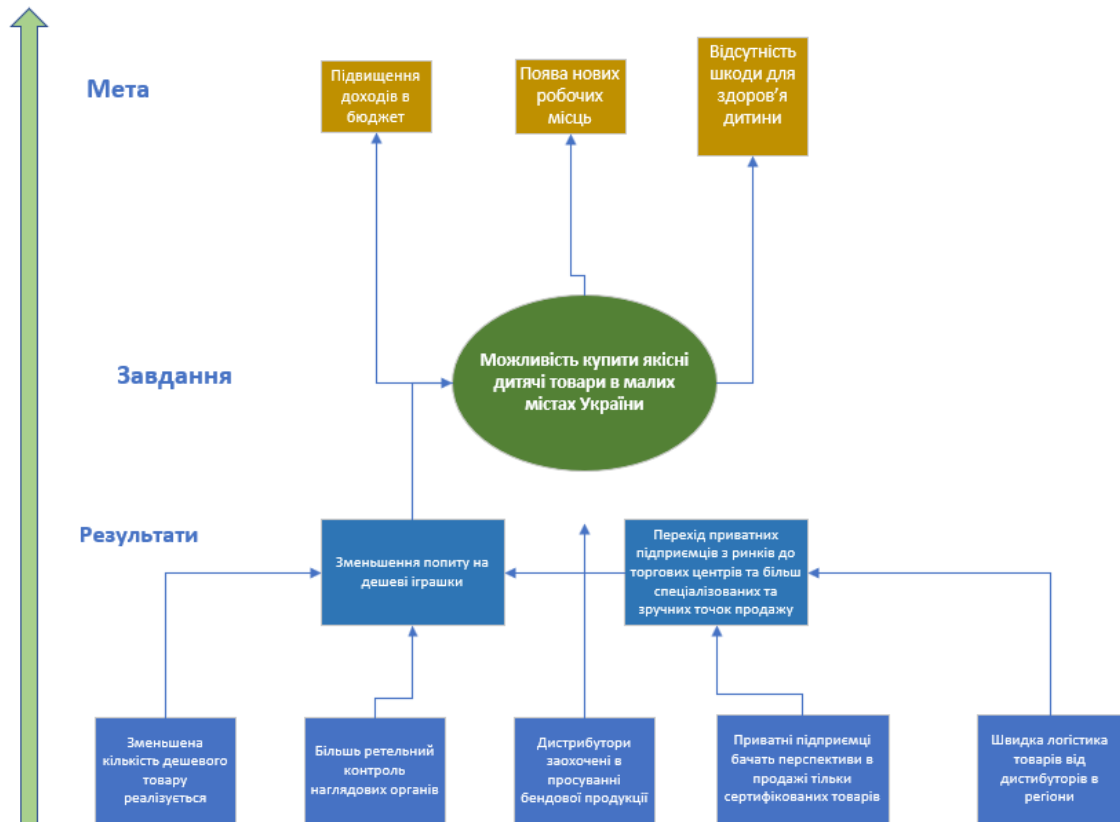 Мета
Підвищення
доходів в
бюджет
Поява нових
робочих
місць
Відсутність
шкоди для
здоров’я
дитини
Завдання
Можливість купити якісні
дитячі товари в малих
містах України
Результати
Зменьшення попиту на
дешеві іграшки
Перехід приватних
підприємців з ринків до
торгових центрів та більш
спеціалізованих та
зручних точок продажу
Зменьшена
кількість дешевого
товару
реалізується
Більшь ретельний
контроль
наглядових органів
Дистрибутори
заохочені в
просуванні
бендової продукції
Приватні підприємці
бачать перспективи в
продажі тільки
сертифікованих товарів
Швидка логістика
товарів від
дистибуторів в
регіони